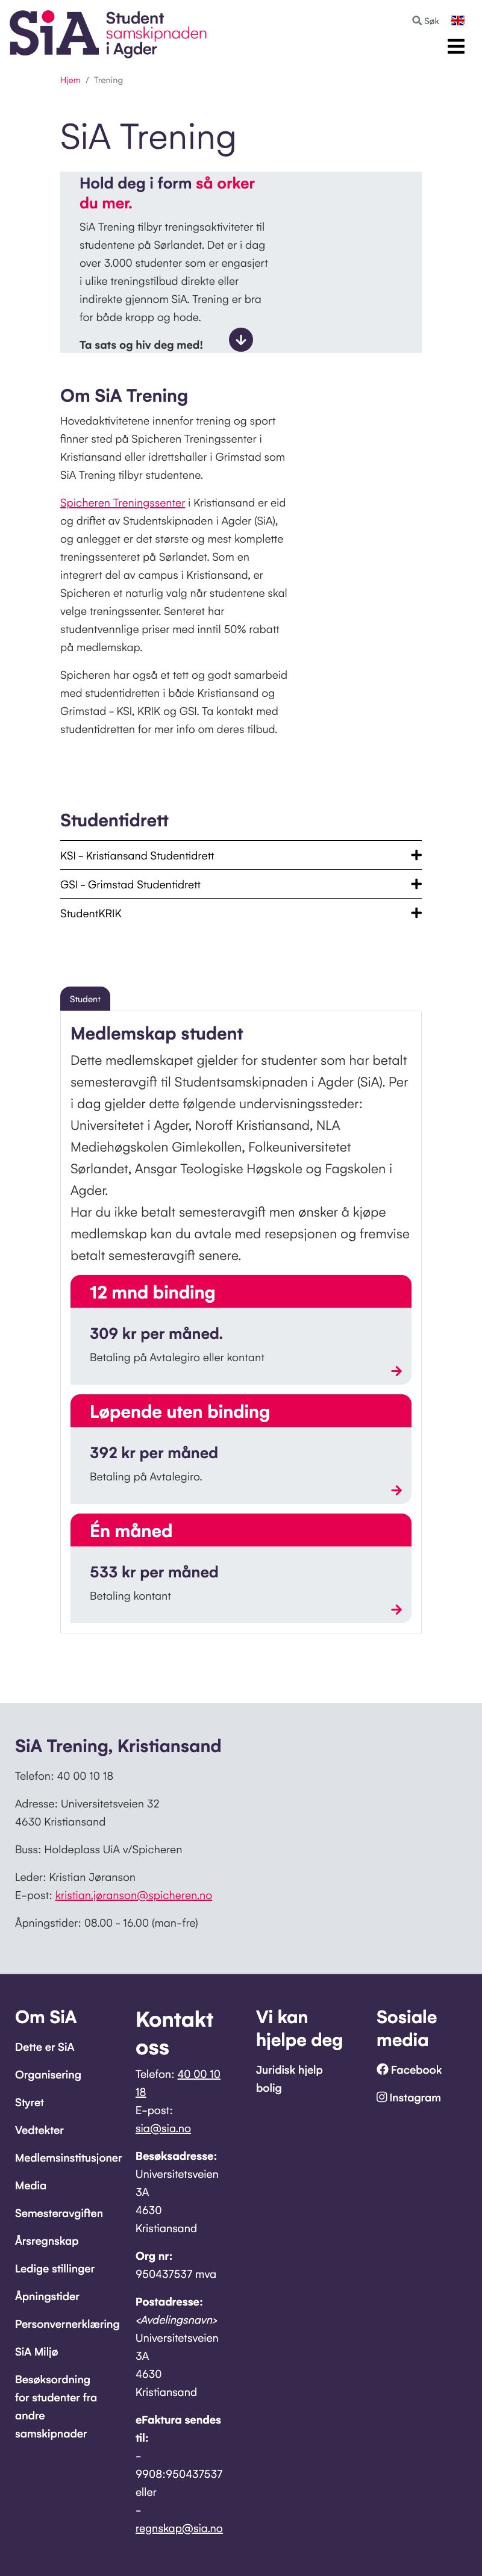 SiA
Student
samskipnaden
i Agder
Søk
Hjem / Trening
SiA Trening
Hold deg i form så orker
du mer.
SiA Trening tilbyr treningsaktiviteter til
studentene på Sørlandet. Det er i dag
over 3.000 studenter som er engasjert
i ulike treningstilbud direkte eller
indirekte gjennom SiA. Trening er bra
for både kropp og hode.
Ta sats og hiv deg med!
Om SiA Trening
Hovedaktivitetene innenfor trening og sport
finner sted på Spicheren Treningssenter i
Kristiansand eller idrettshaller i Grimstad som
SiA Trening tilbyr studentene.
Spicheren Treningssenter i Kristiansand er eid
og driftet av Studentskipnaden i Agder (SiA),
og anlegget er det største og mest komplette
treningssenteret på Sørlandet. Som en
integrert del av campus i Kristiansand, er
Spicheren et naturlig valg når studentene skal
velge treningssenter. Senteret har
studentvennlige priser med inntil 50% rabatt
på medlemskap.
Spicheren har også et tett og godt samarbeid
med studentidretten i både Kristiansand og
Grimstad - KSI, KRIK og GSI. Ta kontakt med
studentidretten for mer info om deres tilbud.
Studentidrett
KSI - Kristiansand Studentidrett
GSI - Grimstad Studentidrett
StudentKRIK
Student
Medlemskap student
Dette medlemskapet gjelder for studenter som har betalt
semesteravgift til Studentsamskipnaden i Agder (SiA). Per
i dag gjelder dette følgende undervisningssteder:
Universitetet i Agder, Noroff Kristiansand, NLA
Mediehøgskolen Gimlekollen, Folkeuniversitetet
Sørlandet, Ansgar Teologiske Høgskole og Fagskolen i
Agder.
Har du ikke betalt semesteravgift men ønsker å kjøpe
medlemskap kan du avtale med resepsjonen og fremvise
betalt semesteravgift senere.
12 mnd binding
309 kr per måned.
Betaling på Avtalegiro eller kontant
Løpende uten binding
392 kr per måned
Betaling på Avtalegiro.
Én måned
533 kr per måned
Betaling kontant
SiA Trening, Kristiansand
Telefon: 40 00 10 18
Adresse: Universitetsveien 32
4630 Kristiansand
Buss: Holdeplass UiA v/Spicheren
Leder: Kristian Jøranson
E-post: kristian.jøranson@spicheren.no
Åpningstider: 08.00 - 16.00 (man-fre)
Om SiA
Dette er SiA
Organisering
Styret
Vedtekter
Medlemsinstitusjoner
Media
Semesteravgiften
Årsregnskap
Ledige stillinger
Åpningstider
Personvernerklæring
SiA Miljø
Besøksordning
for studenter fra
andre
samskipnader
Kontakt
oss
Telefon: 40 00 10
18
E-post:
sia@sia.no
Besøksadresse:
Universitetsveien
3A
4630
Kristiansand
Org nr:
950437537 mva
Postadresse:
<Avdelingsnavn>
Universitetsveien
3A
4630
Kristiansand
eFaktura sendes
til:
-
9908:950437537
eller
-
regnskap@sia.no
Vi kan
hjelpe deg
Juridisk hjelp
bolig
Sosiale
media
Facebook
Instagram